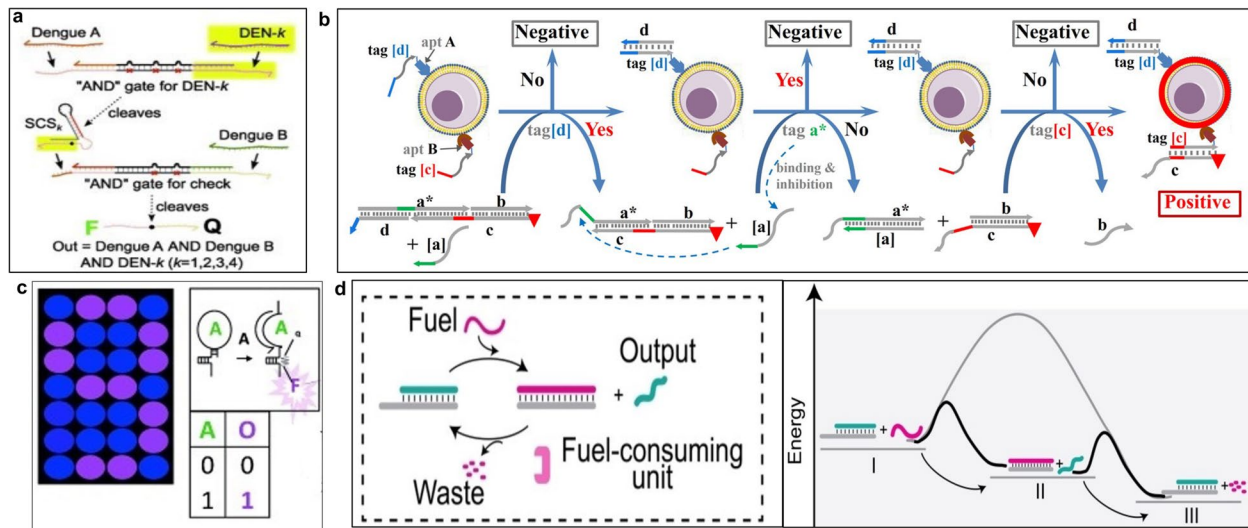 a
Dengue A DEN-k
"AND" gate for DEN-k
cleaves
SCSk
Dengue B
"AND" gate for check
cleaves
F Q
Out = Dengue A AND Dengue B
AND DEN-k (k=1,2,3,4)
b
Negative Negative Negative
d d d
tag [d] apt A tag [d] tag [d] tag [d]
No Yes No
tag[d] Yes tag a* No tag[c] Yes
apt B
tag [c]
binding &
inhibition
tag [c]
c
Positive
a* b
d c
+ [a]
a* b
c
+ [a]
a*
[a]
+ b
c
b
c
A A A
Q
F
A O
0 0
1 1
d
Fuel
Output
+
Fuel-consuming
unit
Waste
Energy
+
I
+
II
+
III